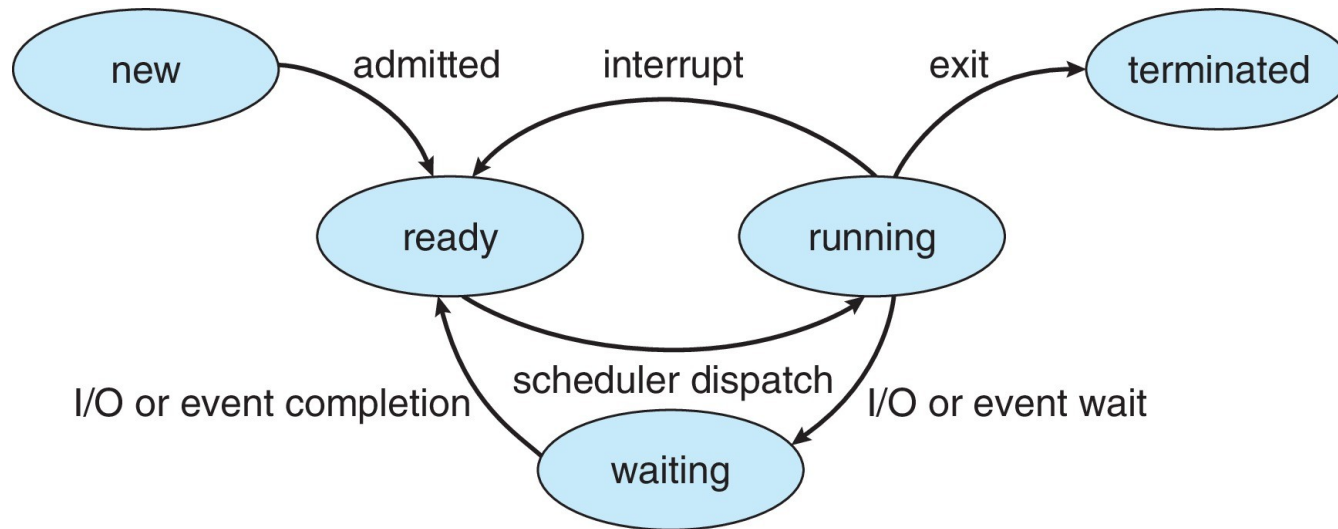 new
admitted
interrupt
exit
terminated
ready
running
scheduler dispatch
I/O or event completion
I/O or event wait
waiting